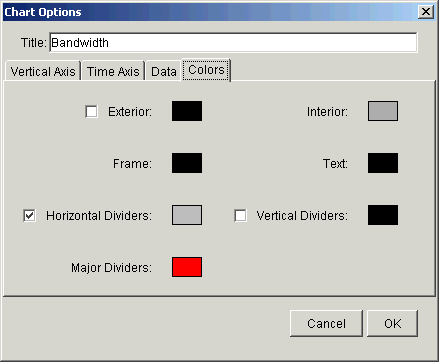 Chart Options
Title: Bandwidth
Vertical Axis Time Axis Data Colors
Exterior: Interior:
Frame: Text:
Horizontal Dividers: Vertical Dividers:
Major Dividers:
Cancel OK